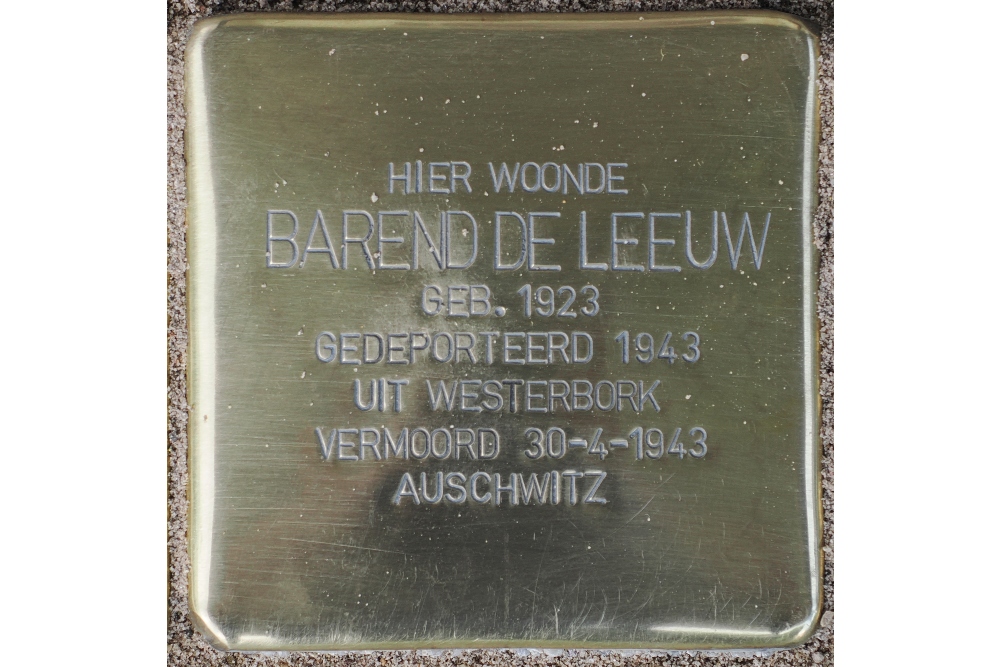 HIER WOONDE
BAREND DE LEEUW
GEB. 1923
GEDEPORTEERD 1943
UIT WESTERBORK
VERMOORD 30-4-1943
AUSCHWITZ